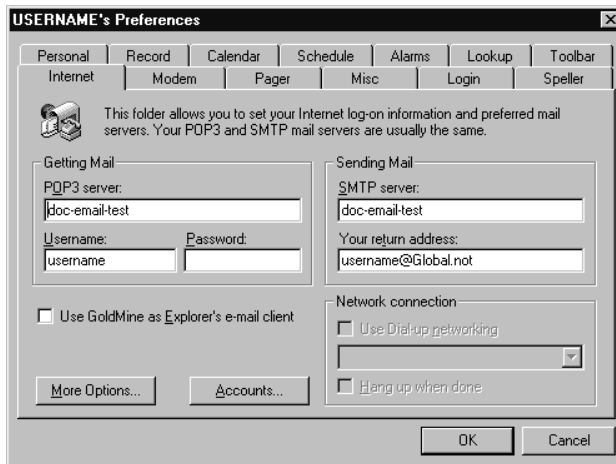 USERNAME's Preferences
Personal Record Calendar Schedule Alarms Lookup Toolbar
Internet Modem Pager Misc Login Speller
This folder allows you to set your Internet log-on information and preferred mail
servers. Your POP3 and SMTP mail servers are usually the same.
Getting Mail
POP3 server:
doc-email-test
Username: Password:
username
Sending Mail
SMTP server:
doc-email-test
Your return address:
username@Global.not
Use GoldMine as Explorer's e-mail client
Network connection
Use Dial-up networking
Hang up when done
More Options... Accounts...
OK Cancel